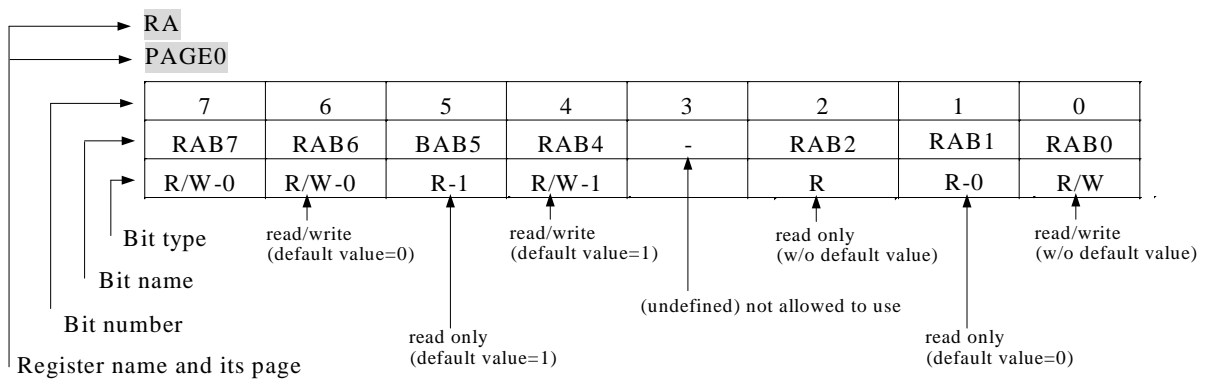 RA
PAGE0
7 6 5 4 3 2 1 0
RAB7 RAB6 BAB5 RAB4 - RAB2 RAB1 RAB0
R/W-0 R/W-0 R-1 R/W-1 R R-0 R/W
Bit type
read/write
(default value=0)
read/write
(default value=1)
read only
(w/o default value)
read/write
(w/o default value)
Bit name
(undefined) not allowed to use
Bit number
read only
(default value=1)
read only
(default value=0)
Register name and its page